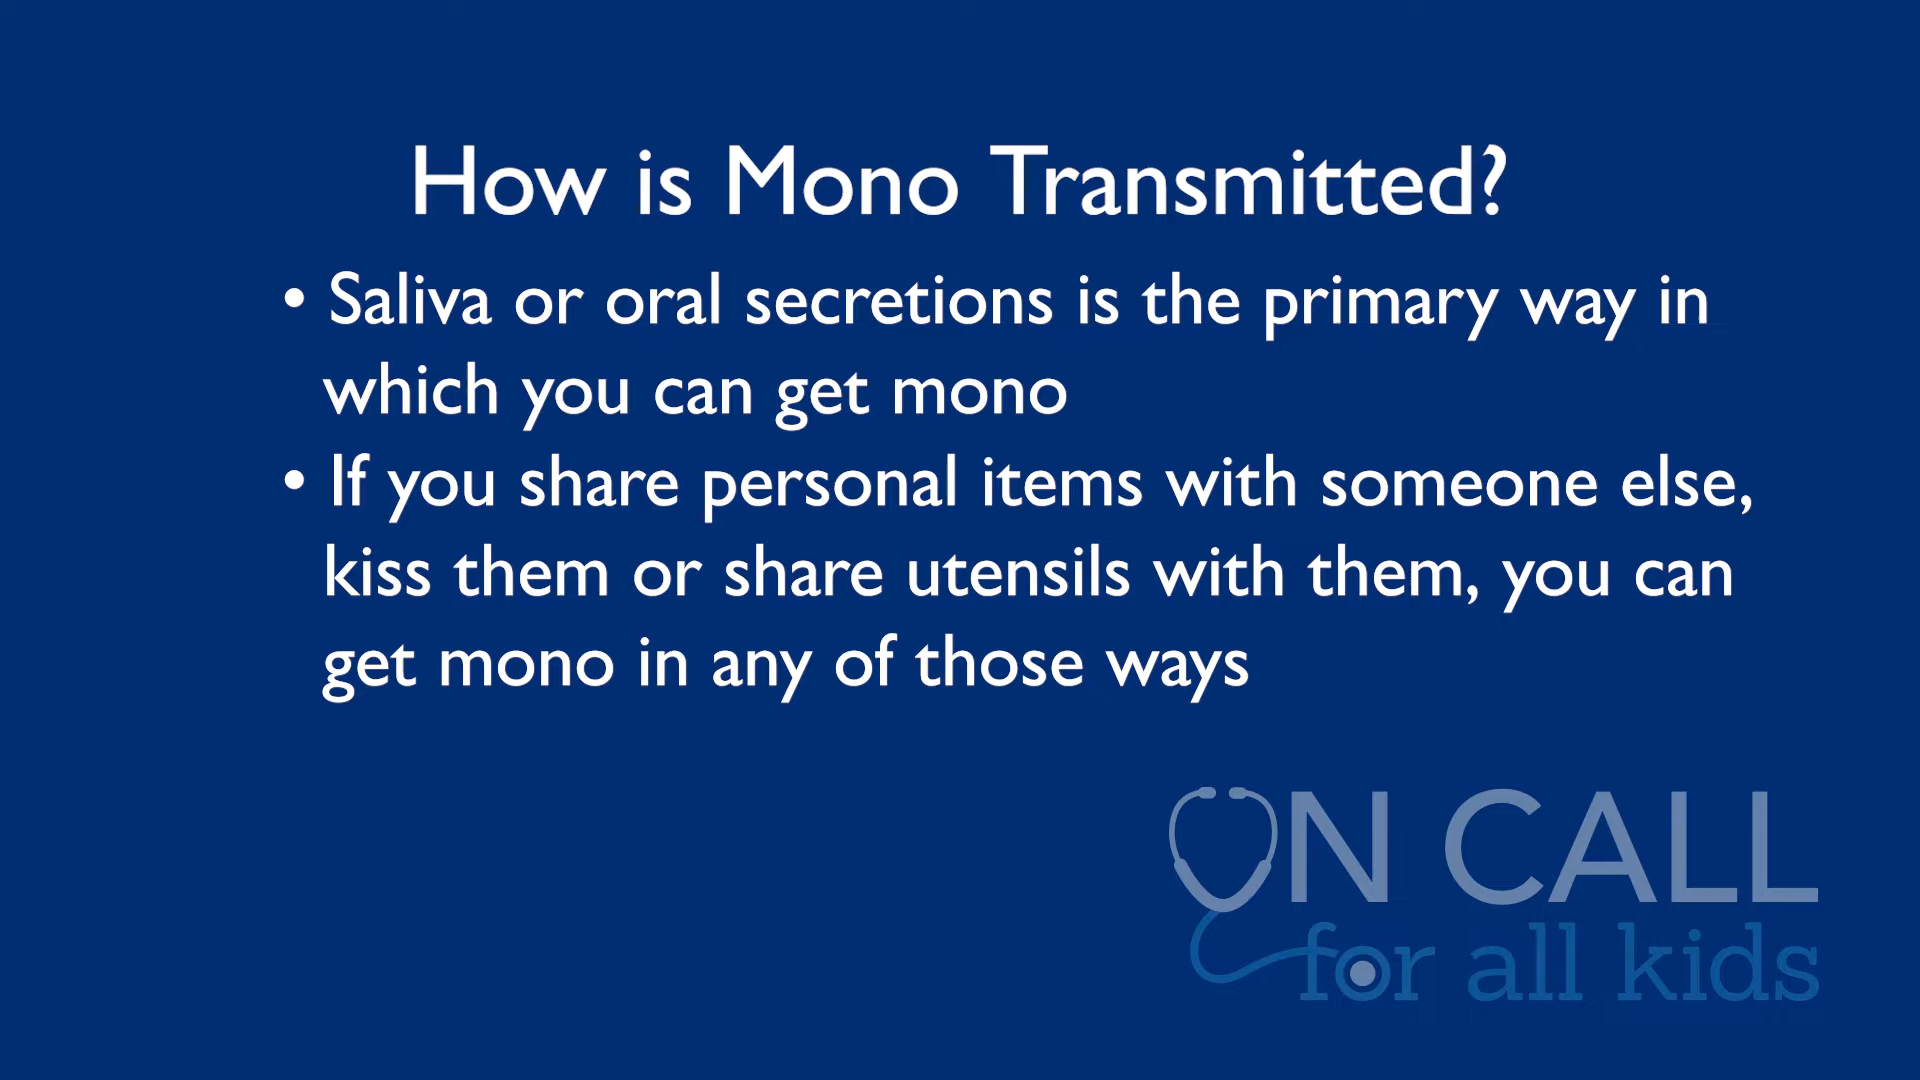 How is Mono Transmitted?
• Saliva or oral secretions is the primary way in
which you can get mono
• If you share personal items with someone else,
kiss them or share utensils with them, you can
get mono in any of those ways
ON CALL
for all kids